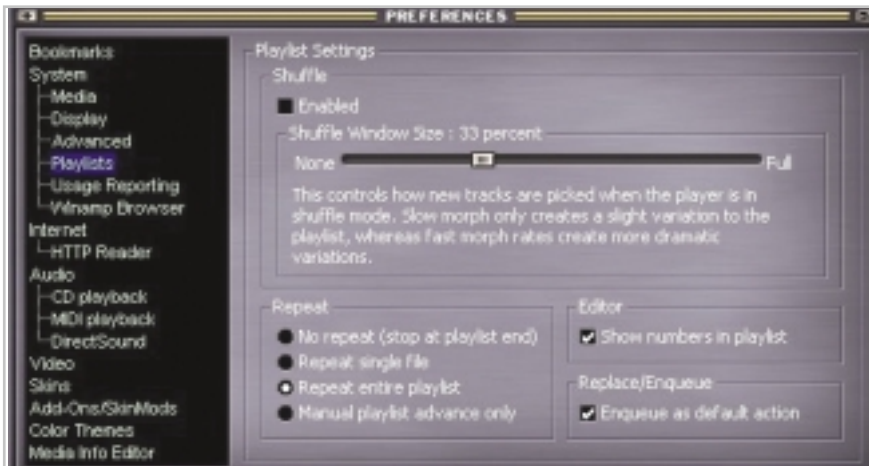 PREFERENCES
Bookmarks
System
Media
Display
Advanced
Playlists
Usage Reporting
Winamp Browser
Internet
HTTP Reader
Audio
CD playback
MIDI playback
DirectSound
Video
Skins
Add-Ons/SkinMods
Color Themes
Media Info Editor
Playlist Settings
Shuffle
Enabled
Shuffle Window Size : 33 percent
None
Full
This controls how new tracks are picked when the player is in
shuffle mode. Slow morph only creates a slight variation to the
playlist, whereas fast morph rates create more dramatic
variations.
Repeat
No repeat (stop at playlist end)
Repeat single file
Repeat entire playlist
Manual playlist advance only
Editor
Show numbers in playlist
Replace/Enqueue
Enqueue as default action